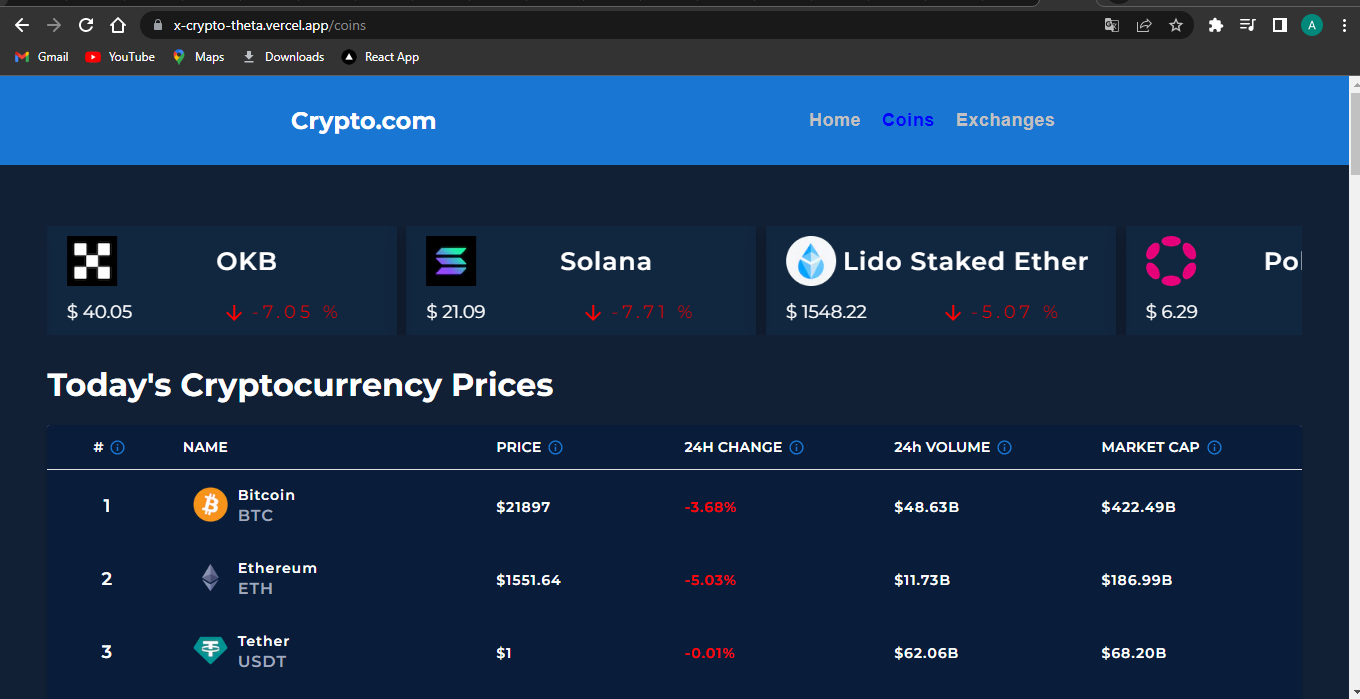 x-crypto-theta.vercel.app/coins
A
Gmail YouTube Maps Downloads React App
Crypto.com Home Coins Exchanges
OKB Solana Lido Staked Ether Pol
$ 40.05 -7.05 % $ 21.09 -7.71 % $ 1548.22 -5.07 % $ 6.29
Today's Cryptocurrency Prices
# NAME PRICE 24H CHANGE 24h VOLUME MARKET CAP
1 Bitcoin BTC $21897 -3.68% $48.63B $422.49B
2 Ethereum ETH $1551.64 -5.03% $11.73B $186.99B
3 Tether USDT $1 -0.01% $62.06B $68.20B